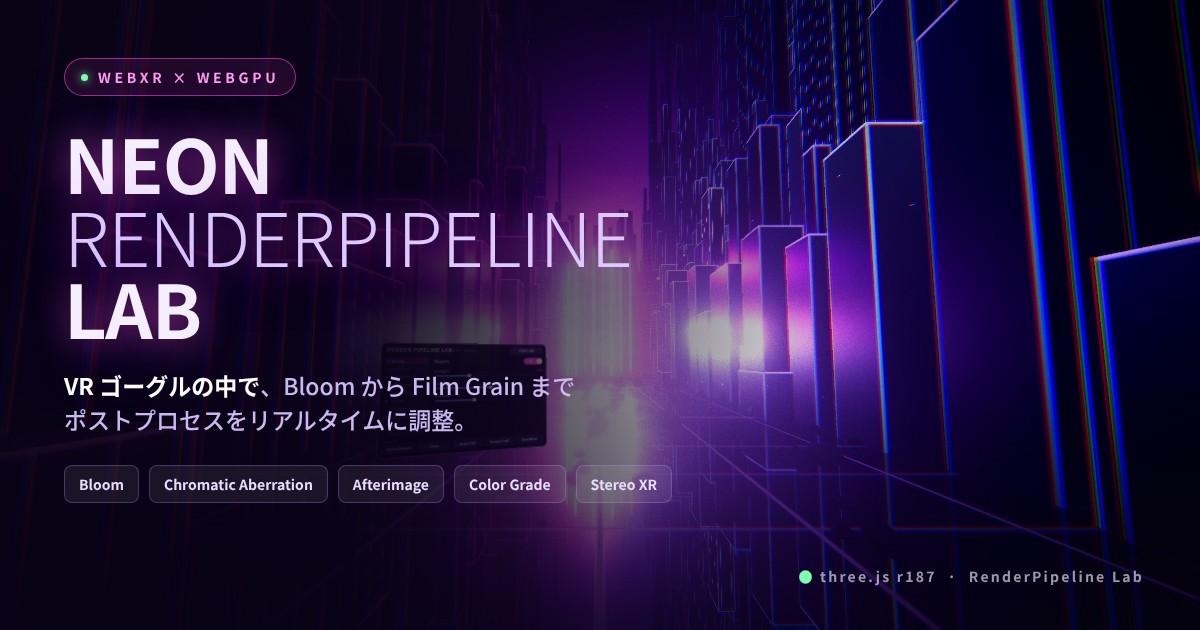 WEBXR × WEBGPU
NEON
RENDERPIPELINE
LAB
VR ゴーグルの中で、Bloom から Film Grain まで
ポストプロセスをリアルタイムに調整。
Bloom
Chromatic Aberration
Afterimage
Color Grade
Stereo XR
three.js r187 · RenderPipeline Lab